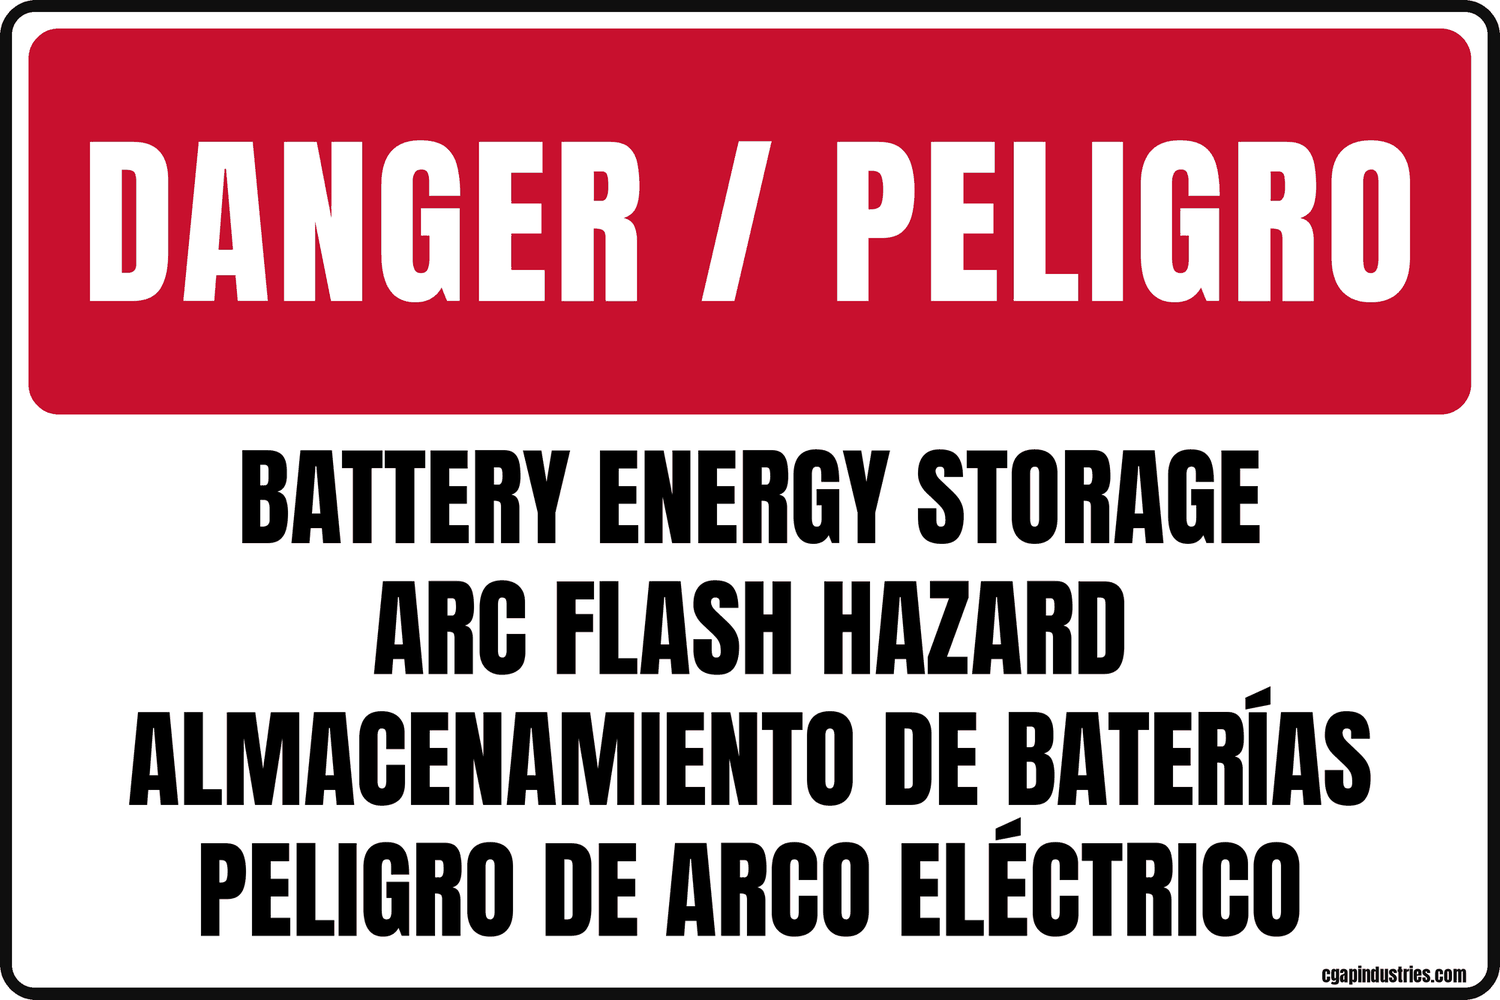 DANGER / PELIGRO
BATTERY ENERGY STORAGE
ARC FLASH HAZARD
ALMACENAMIENTO DE BATERÍAS
PELIGRO DE ARCO ELÉCTRICO
cgapindustries.com